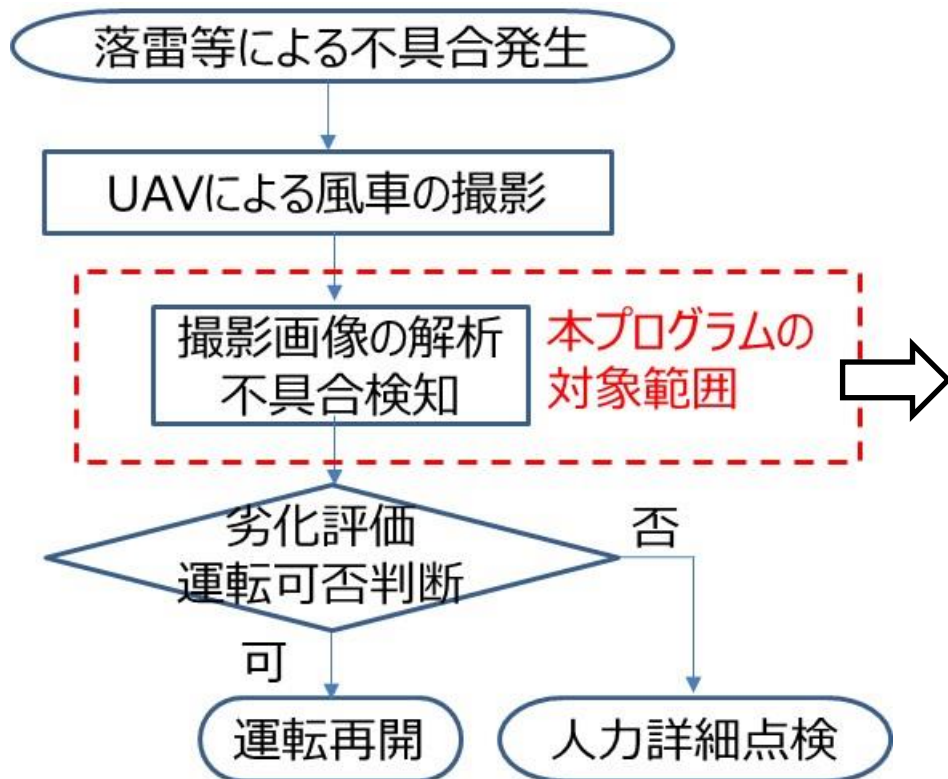 落雷等による不具合発生
UAVによる風車の撮影
撮影画像の解析
不具合検知
本プログラムの
対象範囲
劣化評価
運転可否判断
否
可
運転再開
人力詳細点検